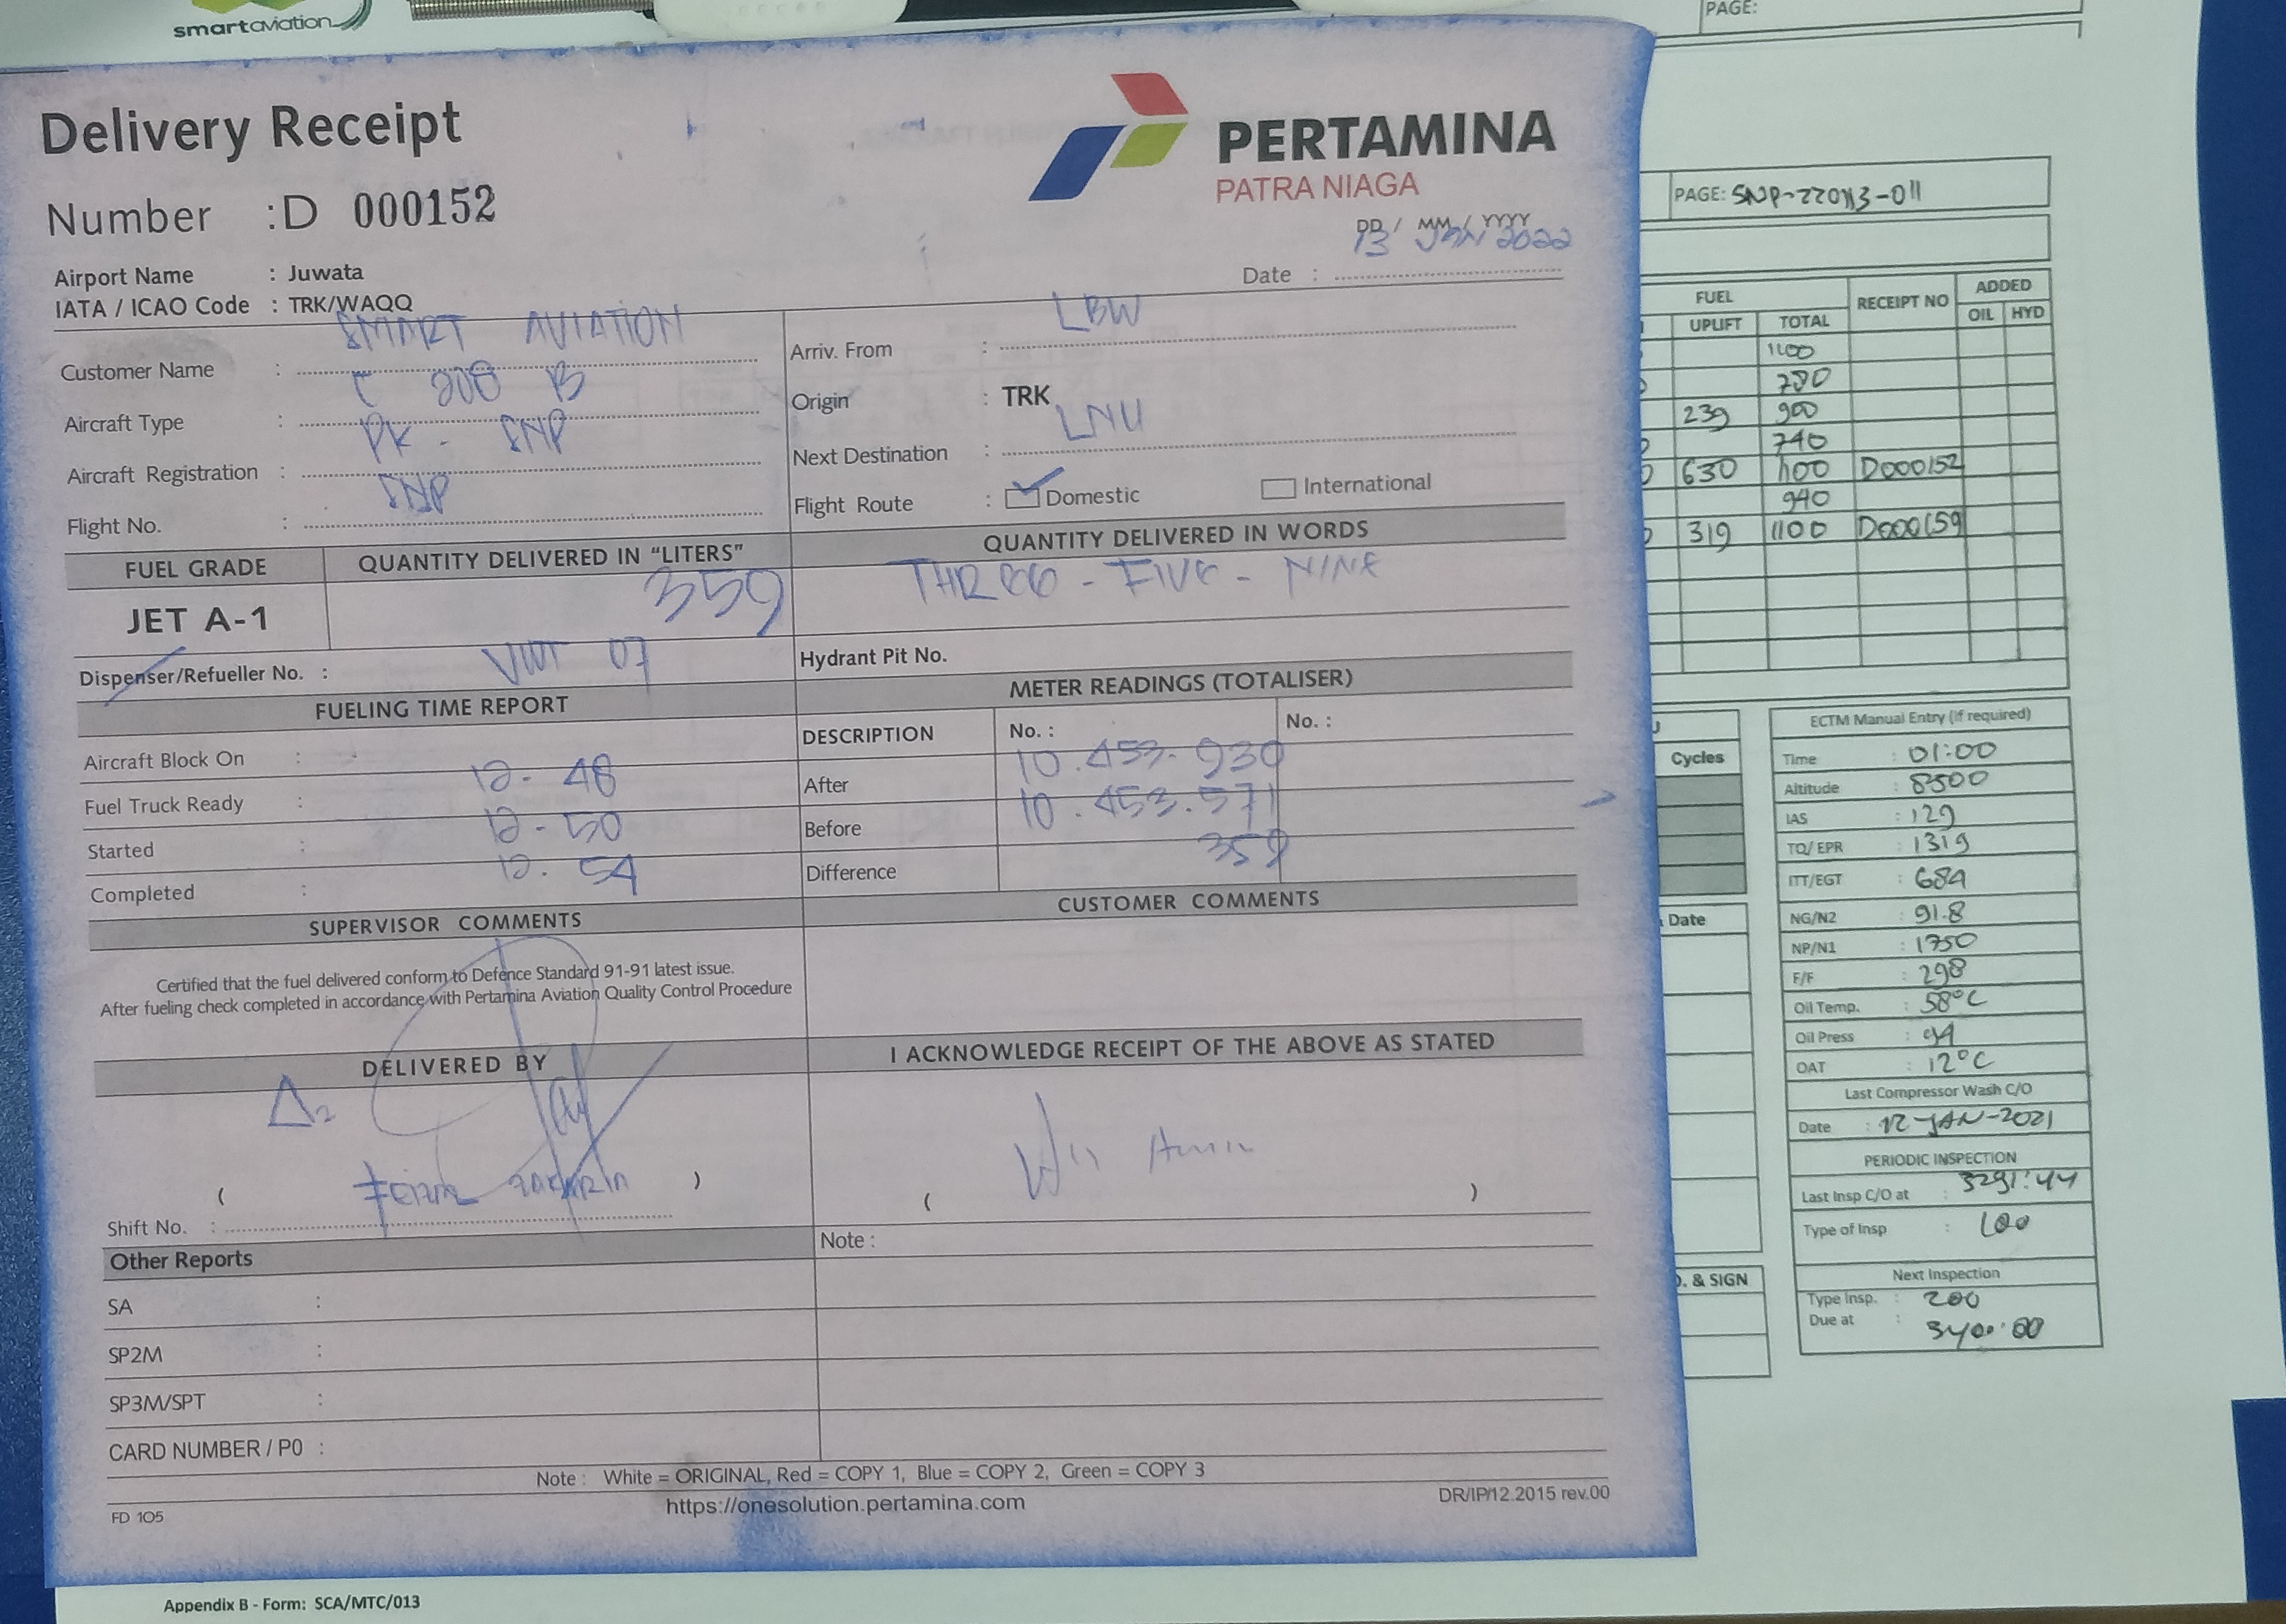 smartaviation
PAGE:
Delivery Receipt
PERTAMINA
PATRA NIAGA
Number :D 000152
DD / MM / YYYY
13 JAN 2022
Date :
Airport Name : Juwata
IATA / ICAO Code : TRK/WAQQ
Customer Name : SMART AVIATION
Aircraft Type : C 208 B
Aircraft Registration : PK - SNP
Flight No. : SNP
Arriv. From : LBW
Origin : TRK
Next Destination : LNU
Flight Route : Domestic International
FUEL GRADE QUANTITY DELIVERED IN "LITERS" QUANTITY DELIVERED IN WORDS
JET A-1 359 THREE - FIVE - NINE
Dispenser/Refueller No. : 07
Hydrant Pit No.
FUELING TIME REPORT
Aircraft Block On :
Fuel Truck Ready : 12. 48
Started : 12 - 50
Completed : 12. 54
METER READINGS (TOTALISER)
DESCRIPTION No. : No. :
After 10.453.930
Before 10.453.571
Difference 359
SUPERVISOR COMMENTS
Certified that the fuel delivered conform to Defence Standard 91-91 latest issue.
After fueling check completed in accordance with Pertamina Aviation Quality Control Procedure
CUSTOMER COMMENTS
DELIVERED BY
( )
Shift No. :
I ACKNOWLEDGE RECEIPT OF THE ABOVE AS STATED
( )
Other Reports
SA :
SP2M :
SP3M/SPT :
CARD NUMBER / P0 :
Note :
Note : White = ORIGINAL, Red = COPY 1, Blue = COPY 2, Green = COPY 3
https://onesolution.pertamina.com
FD 105
DR/IP/12.2015 rev.00
Appendix B - Form: SCA/MTC/013
PAGE: SNP-220113-011
FUEL RECEIPT NO ADDED
UPLIFT TOTAL OIL HYD
1100
780
239 900
740
630 1100 D000152
940
319 1100 D000159
Cycles
Date
& SIGN
ECTM Manual Entry (if required)
Time : 01:00
Altitude : 8500
IAS : 129
TQ/ EPR : 1319
ITT/EGT : 684
NG/N2 : 91.8
NP/N1 : 1750
F/F : 298
Oil Temp. : 58°C
Oil Press : 94
OAT : 12°C
Last Compressor Wash C/O
Date : 12-JAN-2021
PERIODIC INSPECTION
Last Insp C/O at : 3291:44
Type of Insp : 100
Next Inspection
Type Insp. : 200
Due at : 3400:00